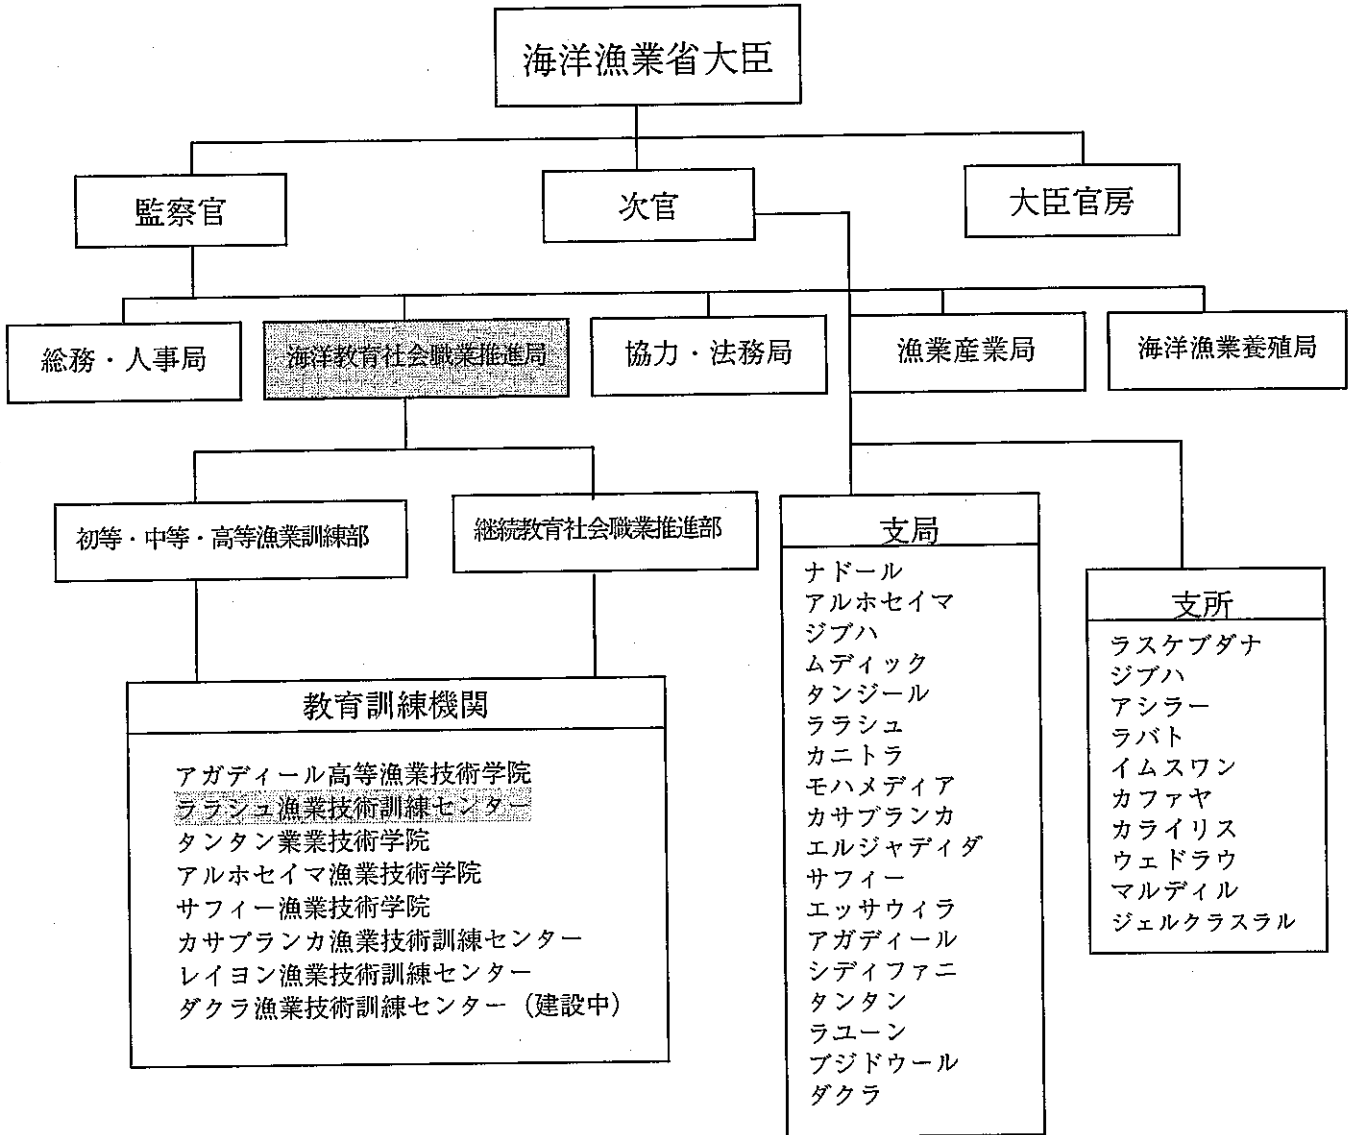 海洋漁業省大臣
監察官
次官
大臣官房
総務・人事局
海洋教育社会職業推進局
協力・法務局
漁業産業局
海洋漁業養殖局
初等・中等・高等漁業訓練部
継続教育社会職業推進部
教育訓練機関
アガディール高等漁業技術学院
ララシュ漁業技術訓練センター
タンタン業業技術学院
アルホセイマ漁業技術学院
サフィー漁業技術学院
カサブランカ漁業技術訓練センター
レイヨン漁業技術訓練センター
ダクラ漁業技術訓練センター（建設中）
支局
ナドール
アルホセイマ
ジブハ
ムディック
タンジール
ララシュ
カニトラ
モハメディア
カサブランカ
エルジャディダ
サフィー
エッサウィラ
アガディール
シディファニ
タンタン
ラユーン
ブジドゥール
ダクラ
支所
ラスケブダナ
ジブハ
アシラー
ラバト
イムスワン
カファヤ
カライリス
ウェドラウ
マルディル
ジェルクラスラル